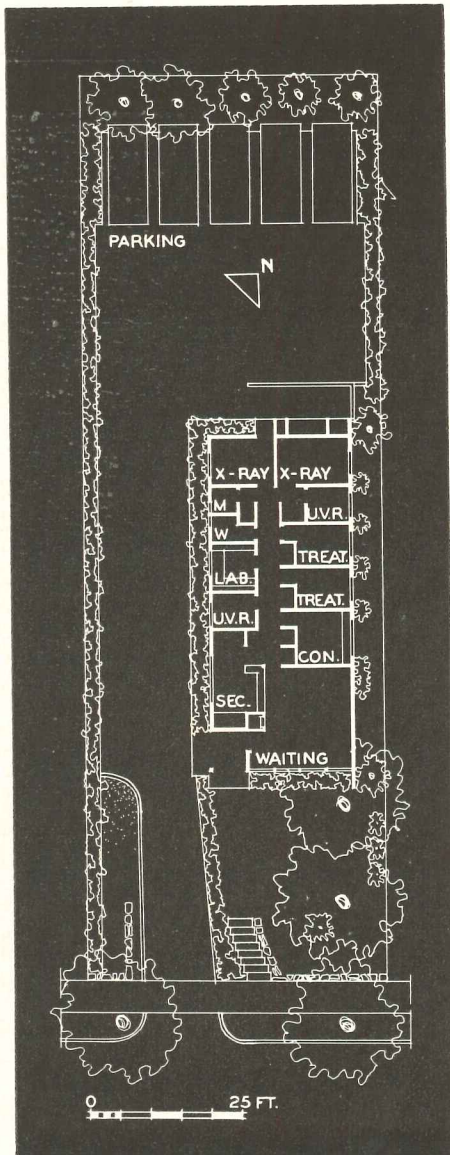 PARKING
N
X-RAY X-RAY
M
U.V.R.
W
TREAT.
LAB.
TREAT.
U.V.R.
CON.
SEC.
WAITING
0 25 FT.